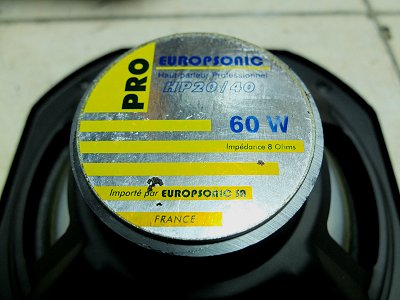 PRO
EUROPSONIC
Haut-parleur Professionnel
HP20/40
60 W
Impédance 8 Ohms
Importé par EUROPSONIC SA
FRANCE